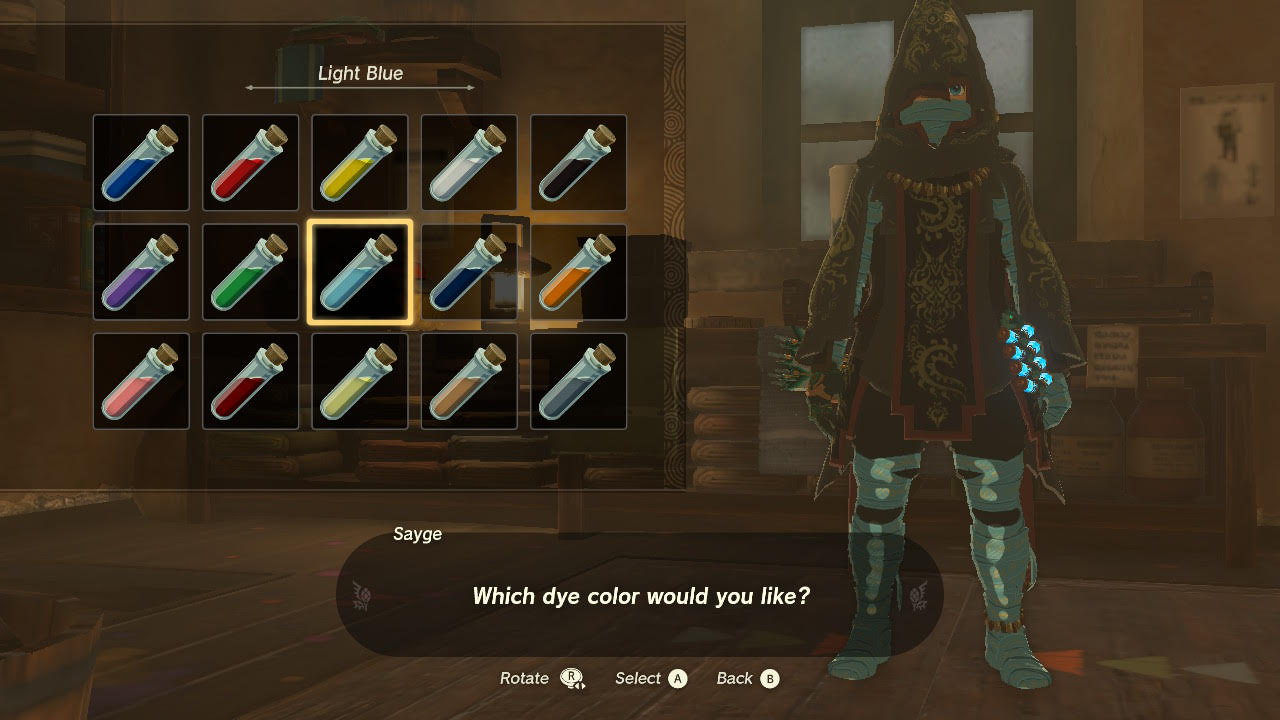 Light Blue
Sayge
Which dye color would you like?
Rotate R
Select A
Back B